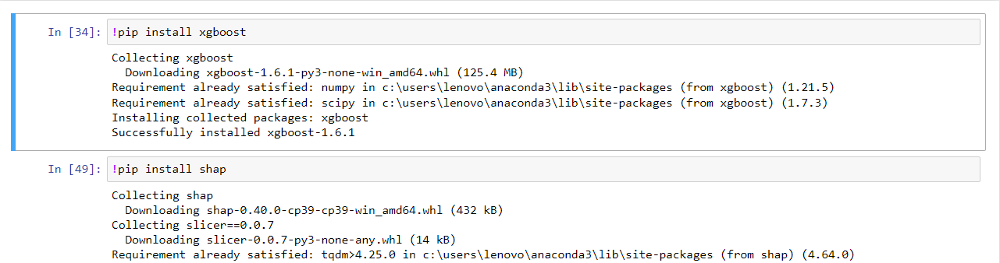 In [34]: !pip install xgboost
Collecting xgboost
Downloading xgboost-1.6.1-py3-none-win_amd64.whl (125.4 MB)
Requirement already satisfied: numpy in c:\users\lenovo\anaconda3\lib\site-packages (from xgboost) (1.21.5)
Requirement already satisfied: scipy in c:\users\lenovo\anaconda3\lib\site-packages (from xgboost) (1.7.3)
Installing collected packages: xgboost
Successfully installed xgboost-1.6.1
In [49]: !pip install shap
Collecting shap
Downloading shap-0.40.0-cp39-cp39-win_amd64.whl (432 kB)
Collecting slicer==0.0.7
Downloading slicer-0.0.7-py3-none-any.whl (14 kB)
Requirement already satisfied: tqdm>4.25.0 in c:\users\lenovo\anaconda3\lib\site-packages (from shap) (4.64.0)